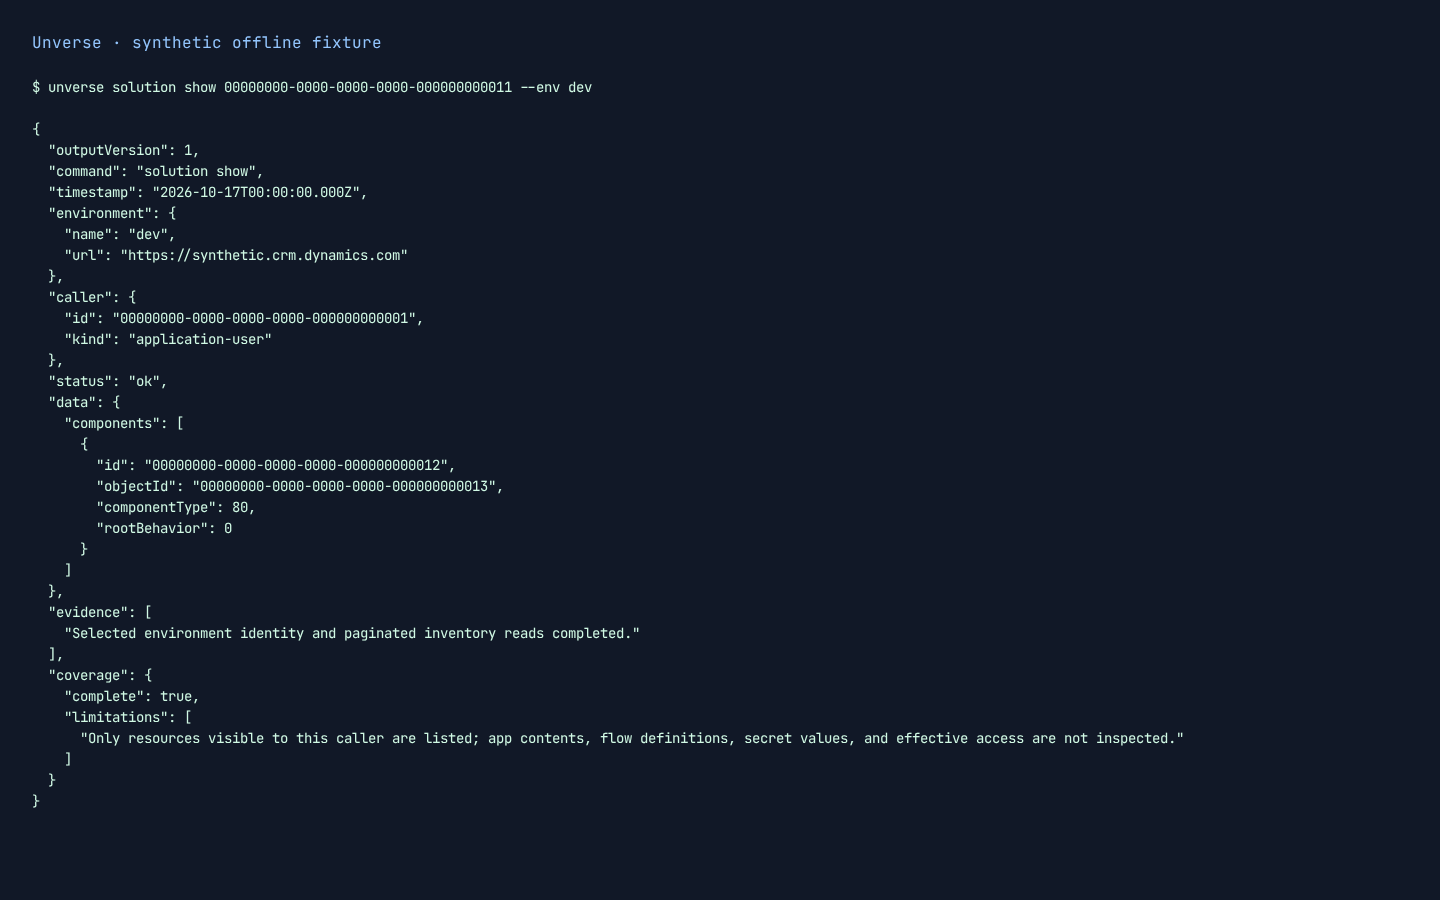 Unverse · synthetic offline fixture
$ unverse solution show 00000000-0000-0000-0000-000000000011 --env dev
{
  "outputVersion": 1,
  "command": "solution show",
  "timestamp": "2026-10-17T00:00:00.000Z",
  "environment": {
    "name": "dev",
    "url": "https://synthetic.crm.dynamics.com"
  },
  "caller": {
    "id": "00000000-0000-0000-0000-000000000001",
    "kind": "application-user"
  },
  "status": "ok",
  "data": {
    "components": [
      {
        "id": "00000000-0000-0000-0000-000000000012",
        "objectId": "00000000-0000-0000-0000-000000000013",
        "componentType": 80,
        "rootBehavior": 0
      }
    ]
  },
  "evidence": [
    "Selected environment identity and paginated inventory reads completed."
  ],
  "coverage": {
    "complete": true,
    "limitations": [
      "Only resources visible to this caller are listed; app contents, flow definitions, secret values, and effective access are not inspected."
    ]
  }
}